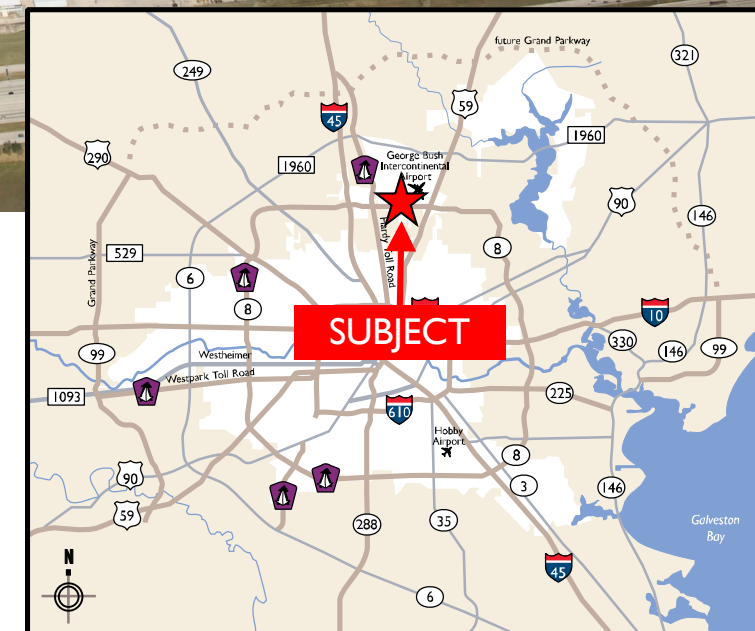 future Grand Parkway
321
249
59
45
290
1960
1960
George Bush
Intercontinental
Airport
90
146
Hardy Toll Road
529
Grand Parkway
6
8
8
10
SUBJECT
330
146
99
99
Westheimer
Westpark Toll Road
1093
225
610
Hobby
Airport
8
90
3
146
59
288
35
Galveston
Bay
N
45
6